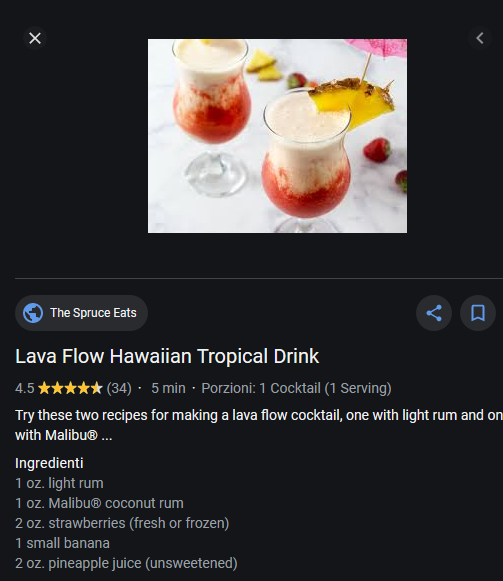 The Spruce Eats
Lava Flow Hawaiian Tropical Drink
4.5 ★★★★★ (34) · 5 min · Porzioni: 1 Cocktail (1 Serving)
Try these two recipes for making a lava flow cocktail, one with light rum and on
with Malibu® ...
Ingredienti
1 oz. light rum
1 oz. Malibu® coconut rum
2 oz. strawberries (fresh or frozen)
1 small banana
2 oz. pineapple juice (unsweetened)